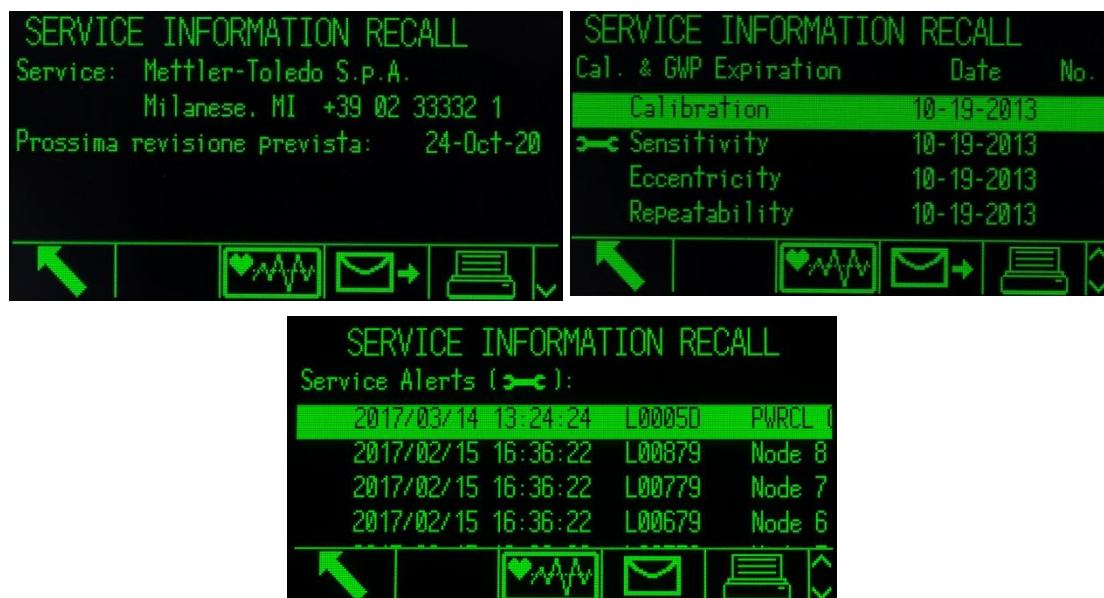 SERVICE INFORMATION RECALL
Service: Mettler-Toledo S.p.A.
Milanese, MI +39 02 33332 1
Prossima revisione prevista: 24-Oct-20
SERVICE INFORMATION RECALL
Cal. & GWP Expiration Date No.
Calibration 10-19-2013
Sensitivity 10-19-2013
Eccentricity 10-19-2013
Repeatability 10-19-2013
SERVICE INFORMATION RECALL
Service Alerts ( ):
2017/03/14 13:24:24 L0005D PWRCL (
2017/02/15 16:36:22 L00879 Node 8
2017/02/15 16:36:22 L00779 Node 7
2017/02/15 16:36:22 L00679 Node 6